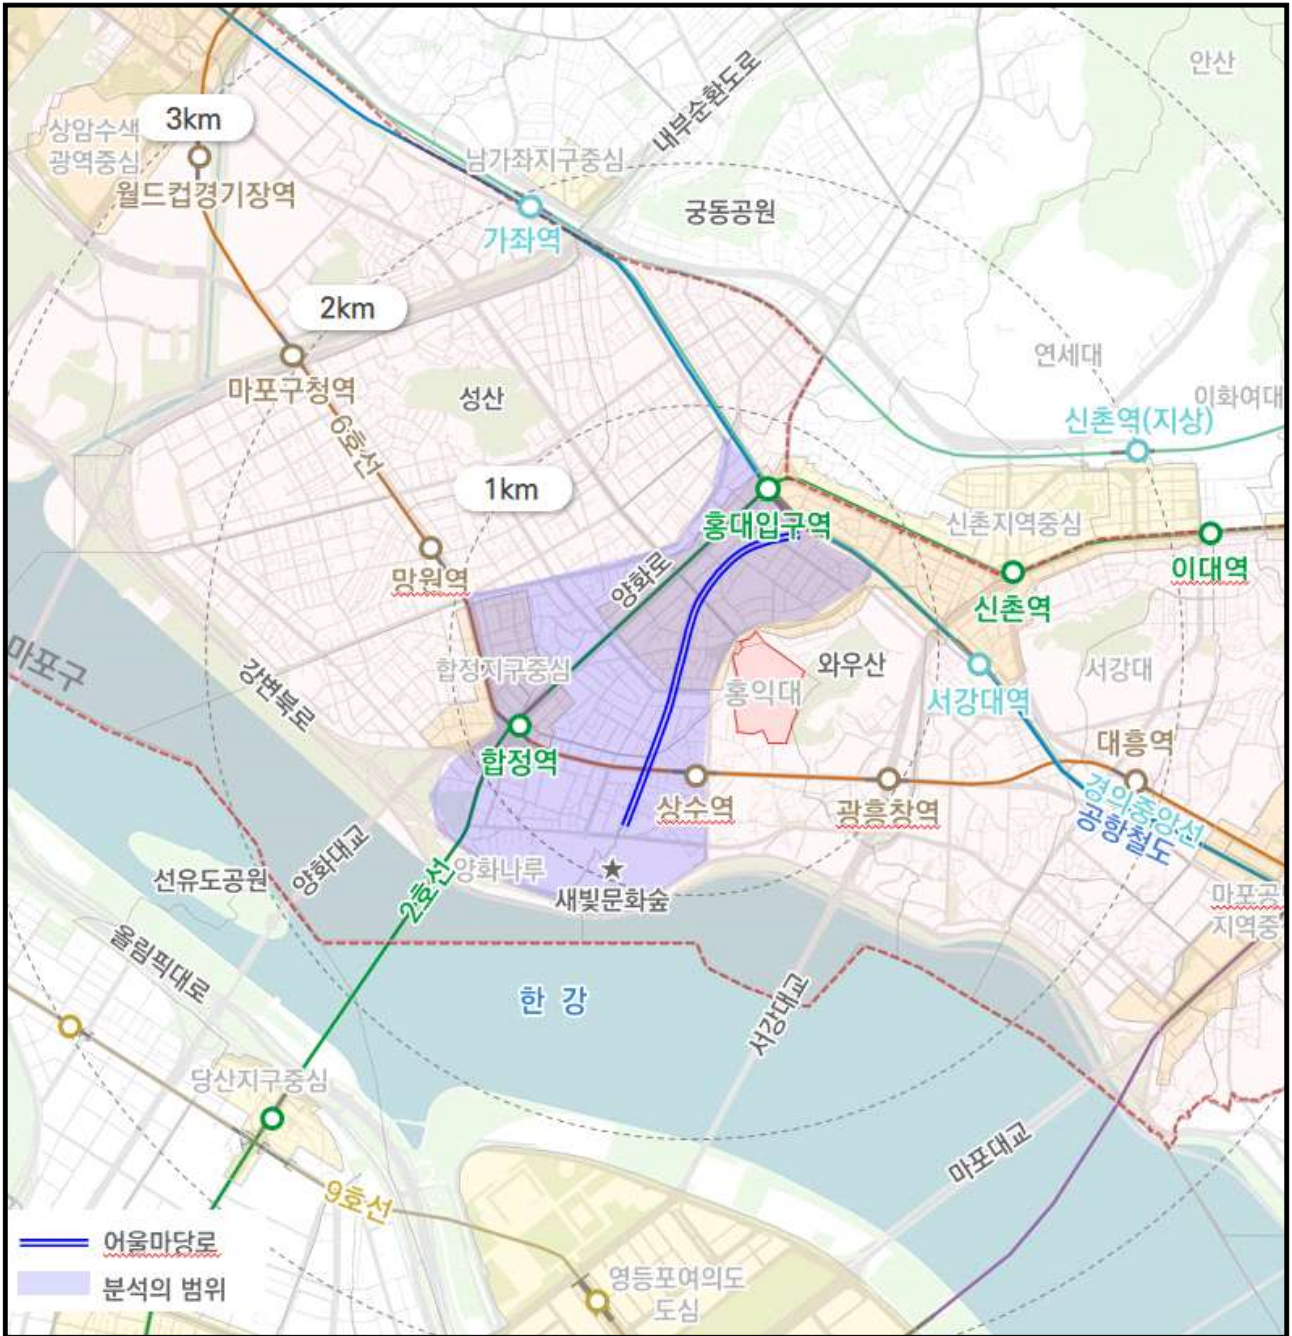 안산
내부순환도로
3km
상암수색
광역중심
남가좌지구중심
월드컵경기장역
궁동공원
가좌역
2km
연세대
마포구청역
성산
이화여대
신촌역(지상)
6호선
1km
홍대입구역
신촌지역중심
양화로
망원역
이대역
신촌역
마포구
강변북로
합정지구중심
홍익대
와우산
서강대
서강대역
합정역
대흥역
상수역
광흥창역
경의중앙선
공항철도
양화대교
선유도공원
양화나루
2호선
새빛문화숲
마포공
지역중
올림픽대로
한 강
서강대교
당산지구중심
마포대교
9호선
어울마당로
분석의 범위
영등포여의도
도심